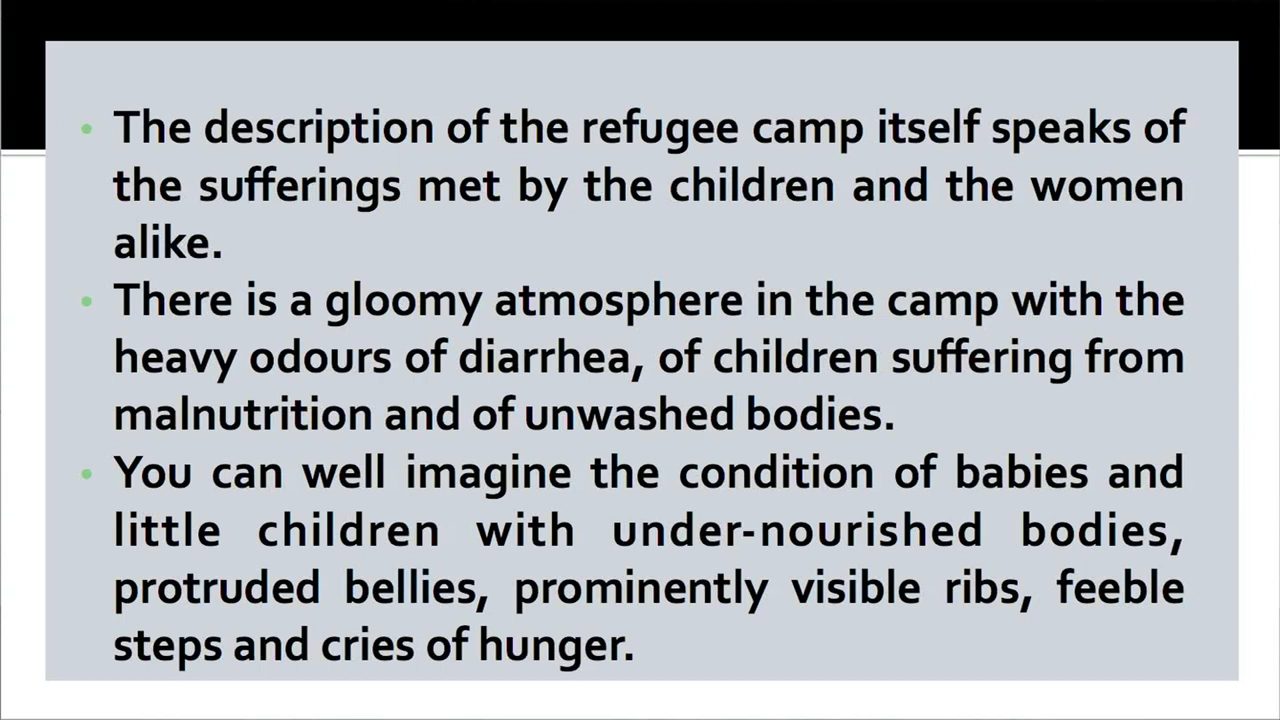 • The description of the refugee camp itself speaks of
the sufferings met by the children and the women
alike.
• There is a gloomy atmosphere in the camp with the
heavy odours of diarrhea, of children suffering from
malnutrition and of unwashed bodies.
• You can well imagine the condition of babies and
little children with under-nourished bodies,
protruded bellies, prominently visible ribs, feeble
steps and cries of hunger.